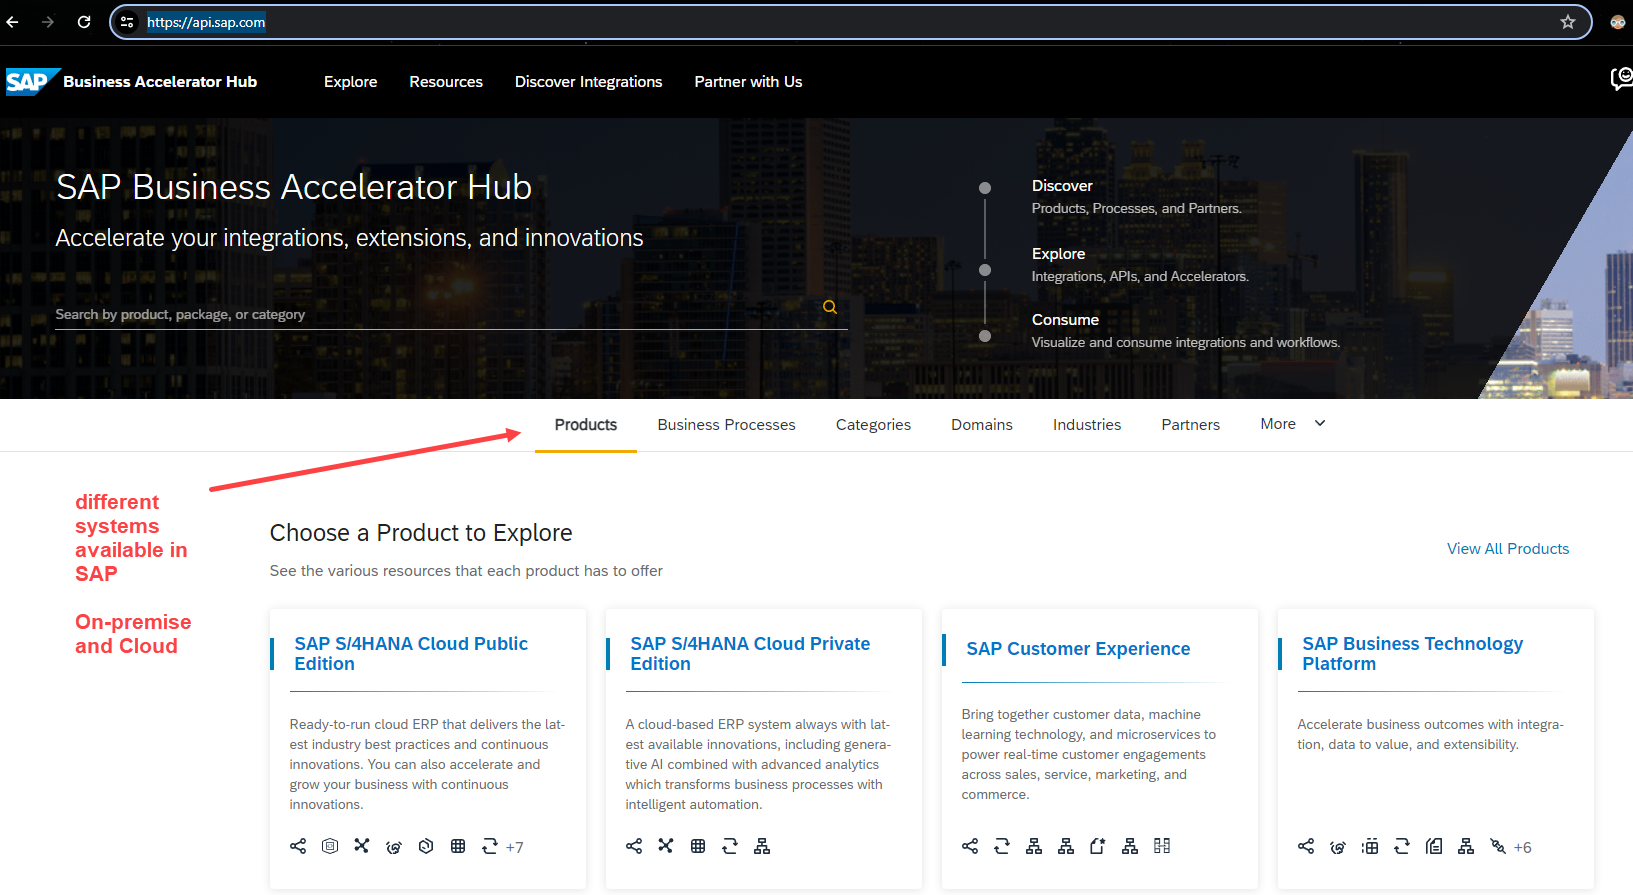 https://api.sap.com
SAP Business Accelerator Hub
Explore
Resources
Discover Integrations
Partner with Us
SAP Business Accelerator Hub
Accelerate your integrations, extensions, and innovations
Search by product, package, or category
Discover
Products, Processes, and Partners.
Explore
Integrations, APIs, and Accelerators.
Consume
Visualize and consume integrations and workflows.
Products
Business Processes
Categories
Domains
Industries
Partners
More
different
systems
available in
SAP
On-premise
and Cloud
Choose a Product to Explore
See the various resources that each product has to offer
View All Products
SAP S/4HANA Cloud Public
Edition
Ready-to-run cloud ERP that delivers the lat-
est industry best practices and continuous
innovations. You can also accelerate and
grow your business with continuous
innovations.
+7
SAP S/4HANA Cloud Private
Edition
A cloud-based ERP system always with lat-
est available innovations, including genera-
tive AI combined with advanced analytics
which transforms business processes with
intelligent automation.
SAP Customer Experience
Bring together customer data, machine
learning technology, and microservices to
power real-time customer engagements
across sales, service, marketing, and
commerce.
SAP Business Technology
Platform
Accelerate business outcomes with integra-
tion, data to value, and extensibility.
+6